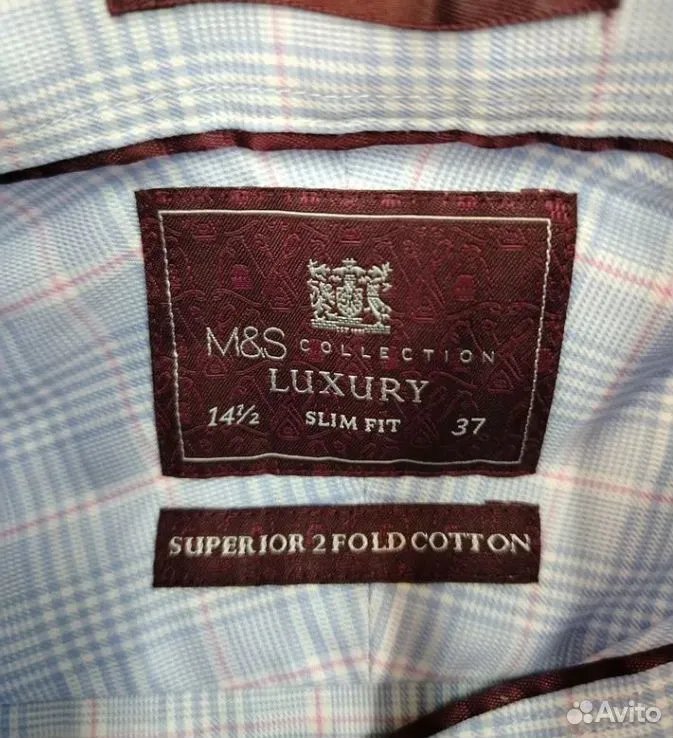 M&S COLLECTION
LUXURY
14½ SLIM FIT 37
SUPERIOR 2 FOLD COTTON
Avito